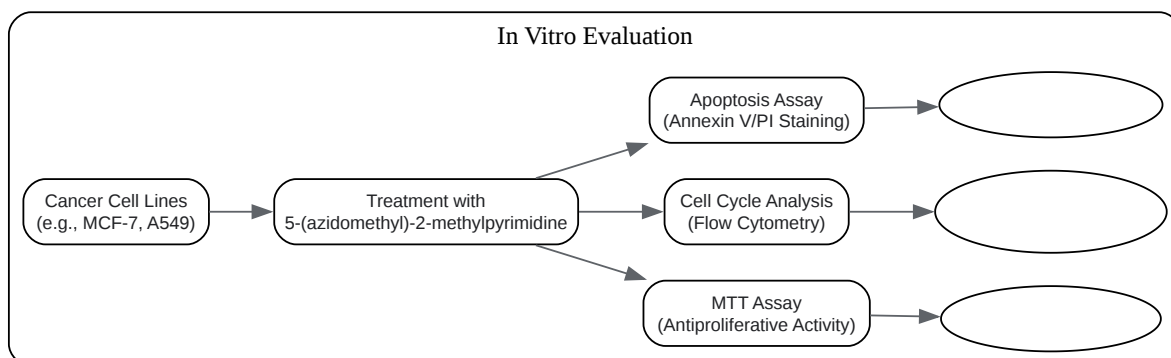 In Vitro Evaluation
Apoptosis Assay
(Annexin V/PI Staining)
Cancer Cell Lines
(e.g., MCF-7, A549)
Treatment with
5-(azidomethyl)-2-methylpyrimidine
Cell Cycle Analysis
(Flow Cytometry)
MTT Assay
(Antiproliferative Activity)